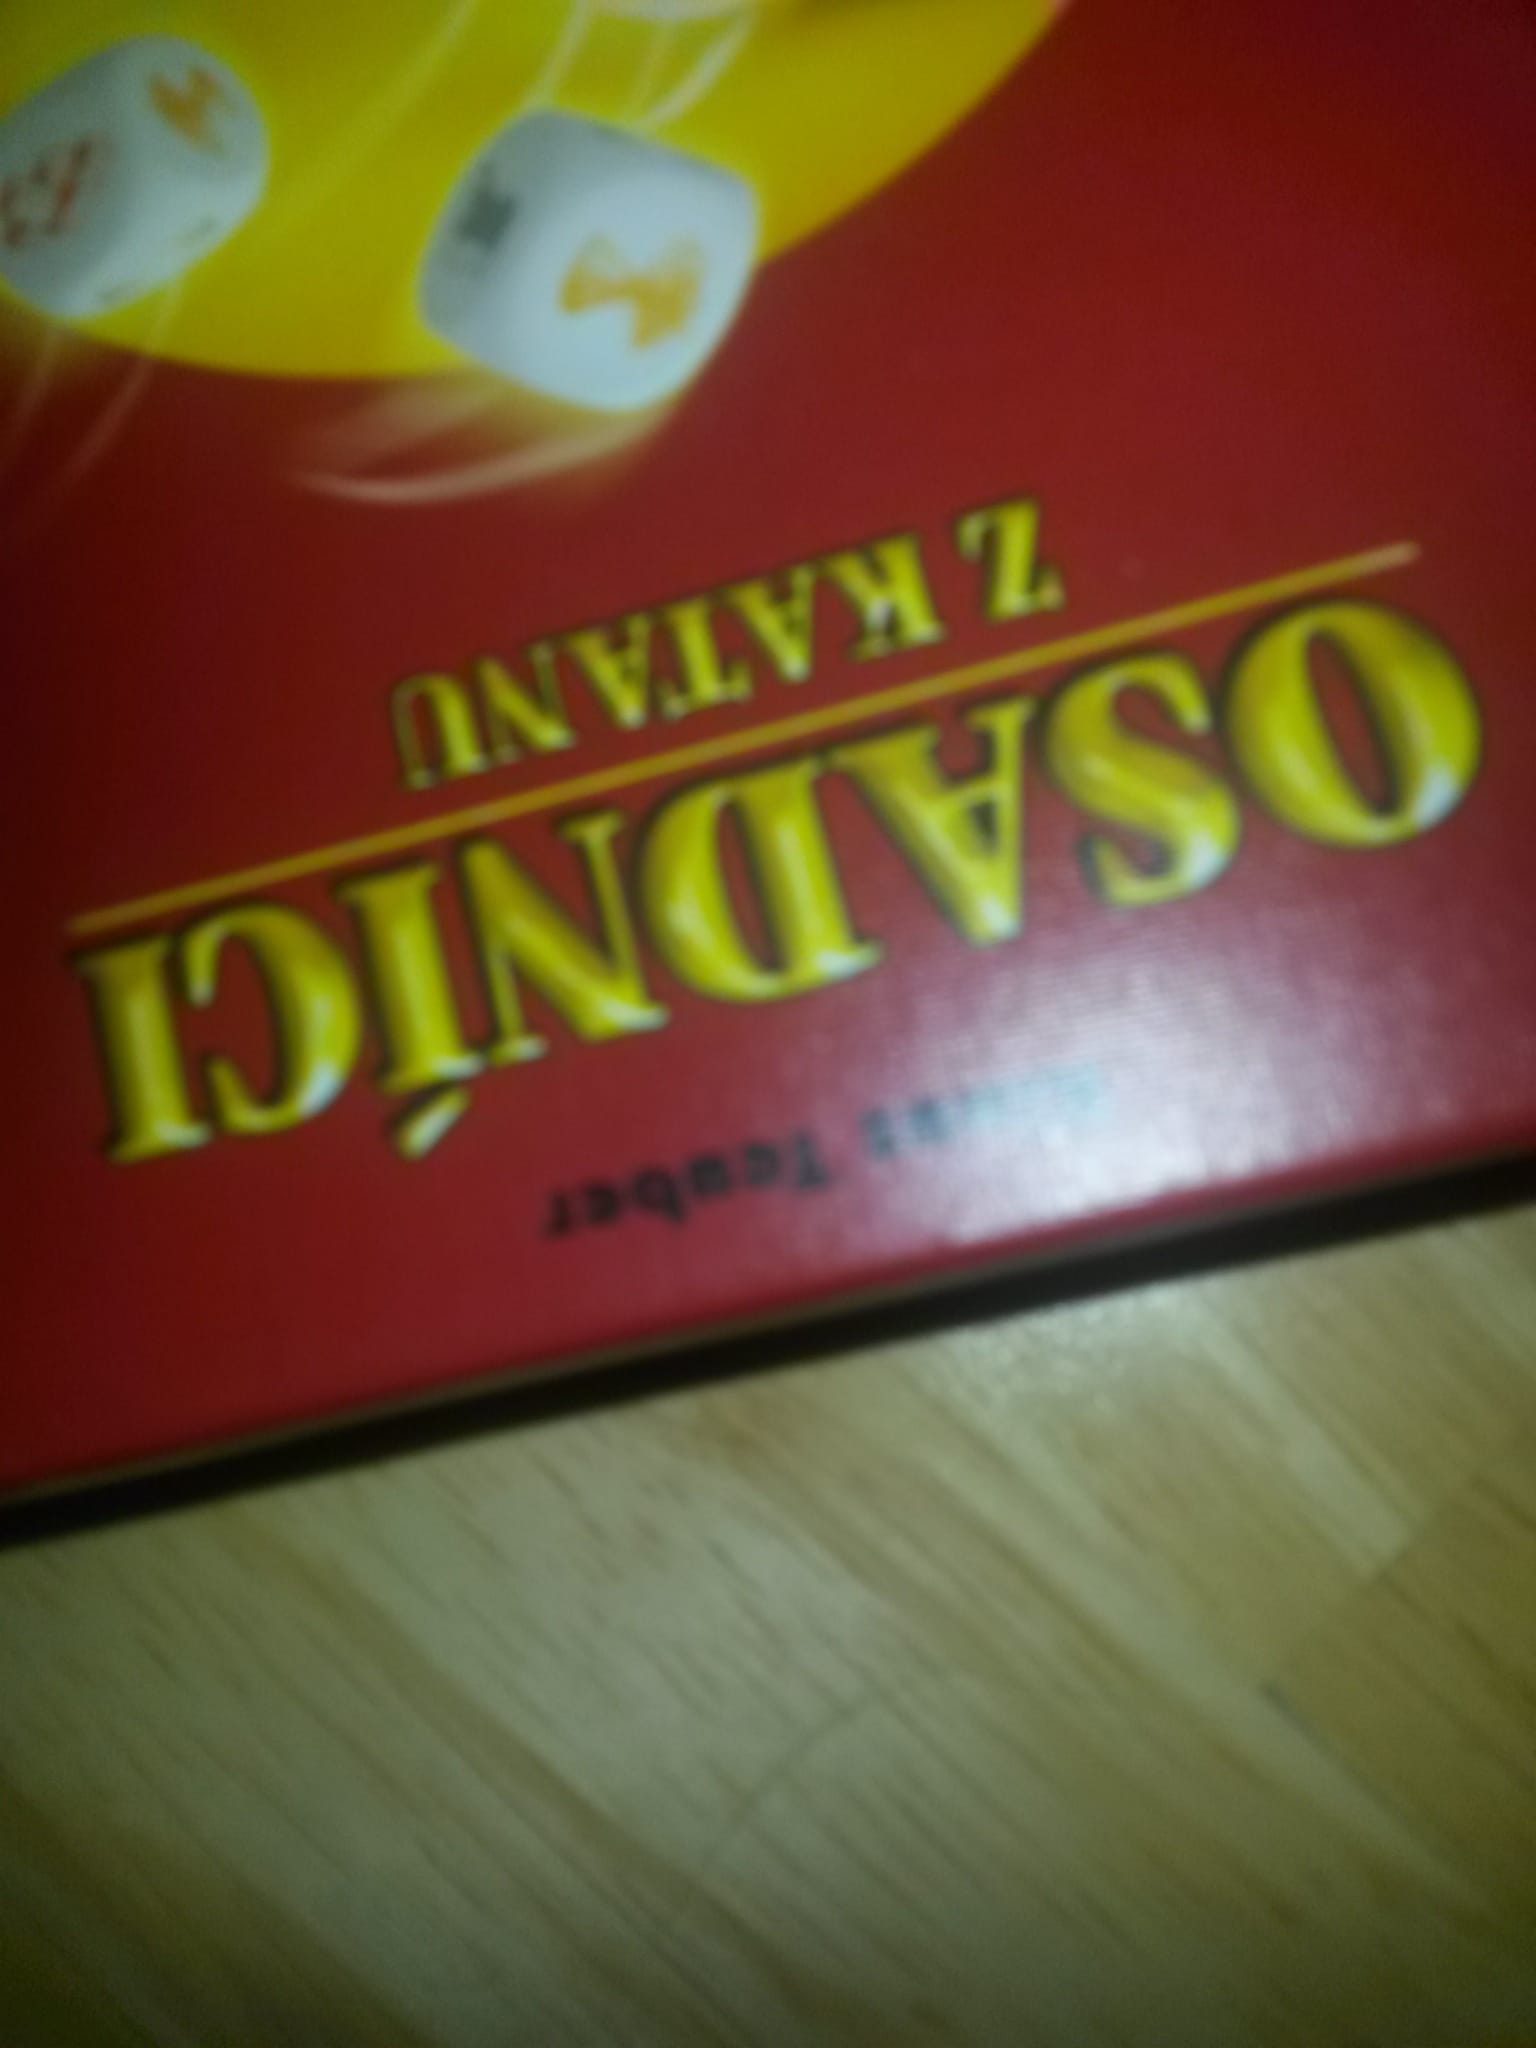 Teuber
OSADNÍCI
Z KATANU